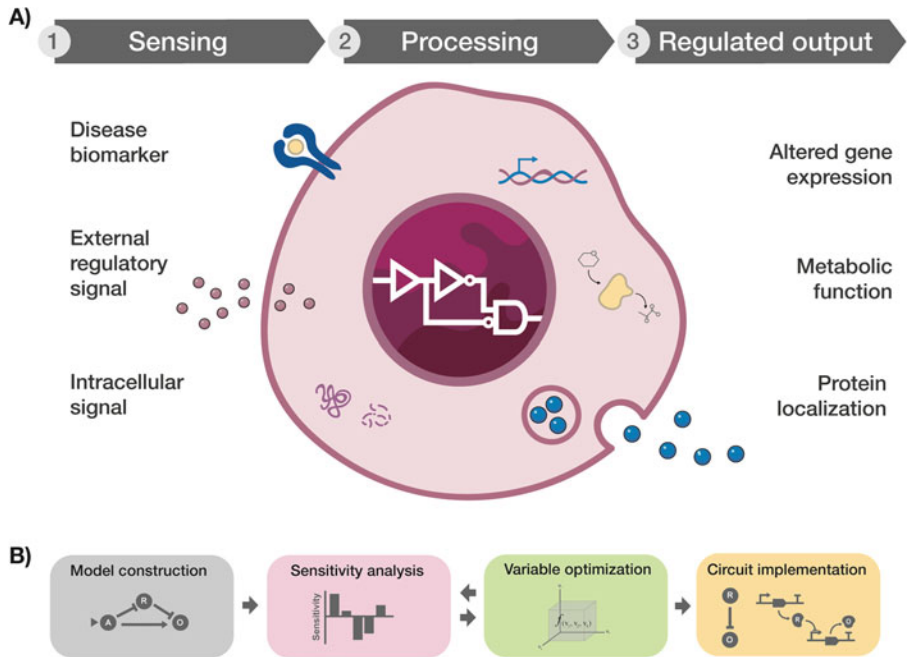 A)
1 Sensing 2 Processing 3 Regulated output
Disease
biomarker
External
regulatory
signal
Intracellular
signal
Altered gene
expression
Metabolic
function
Protein
localization
B)
Model construction
A
R
O
Sensitivity analysis
Sensitivity
Variable optimization
Circuit implementation
R
O
R
O